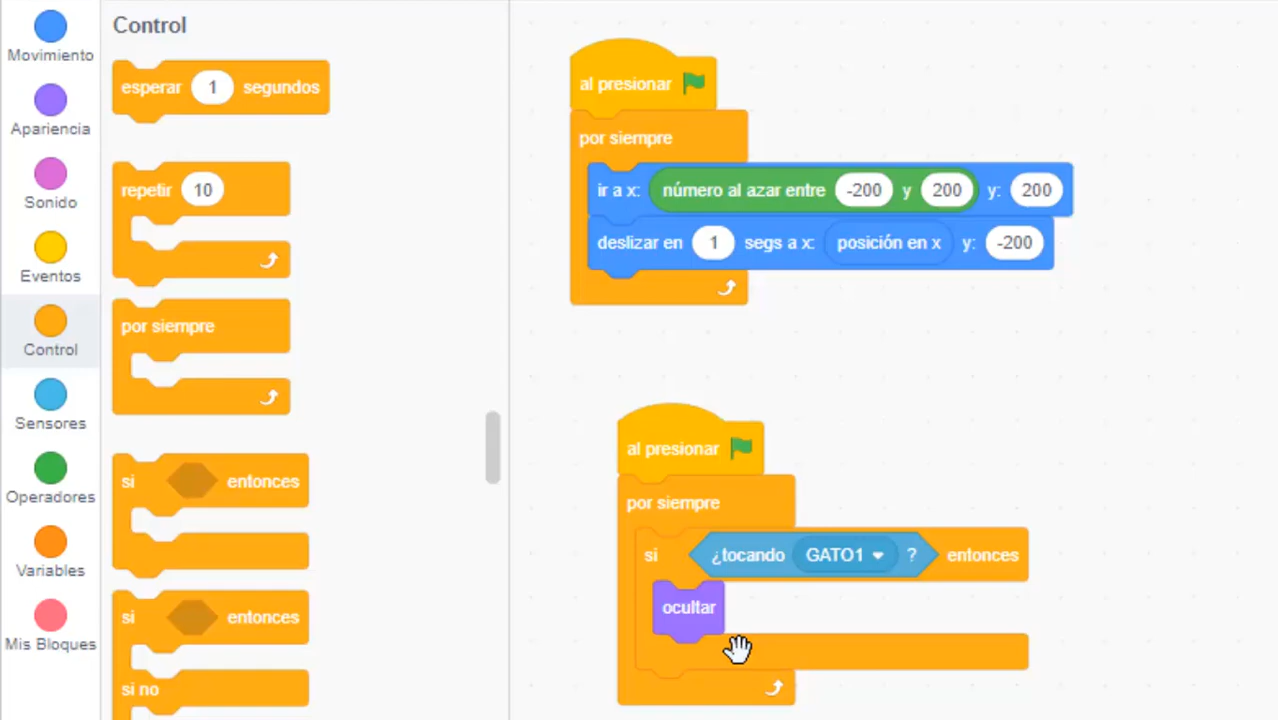 Movimiento
Apariencia
Sonido
Eventos
Control
Sensores
Operadores
Variables
Mis Bloques
Control
esperar 1 segundos
repetir 10
por siempre
si entonces
si entonces
si no
al presionar
por siempre
ir a x: número al azar entre -200 y 200 y: 200
deslizar en 1 segs a x: posición en x y: -200
al presionar
por siempre
si ¿tocando GATO1 ? entonces
ocultar